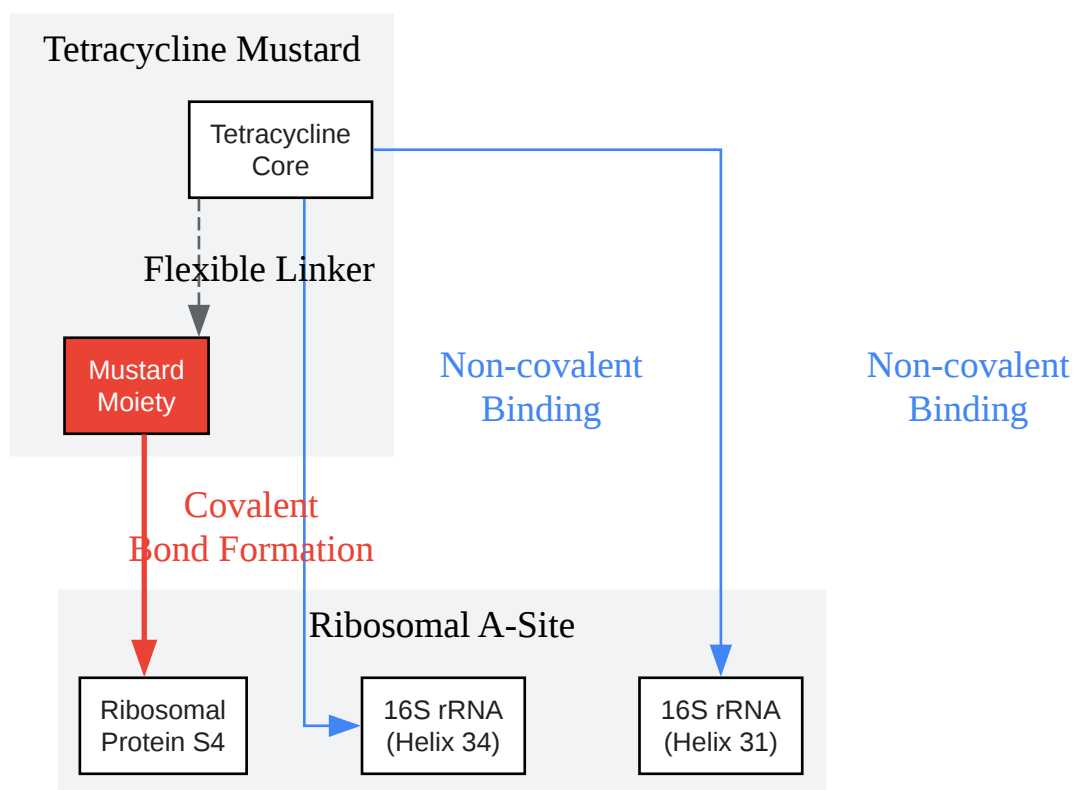 Tetracycline Mustard
Tetracycline
Core
Flexible Linker
Mustard
Moiety
Non-covalent
Binding
Non-covalent
Binding
Covalent
Bond Formation
Ribosomal A-Site
Ribosomal
Protein S4
16S rRNA
(Helix 34)
16S rRNA
(Helix 31)